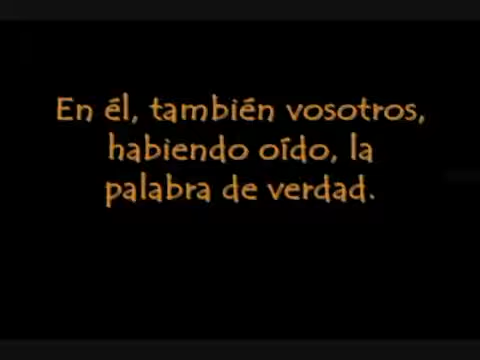 En él, también vosotros,
habiendo oído, la
palabra de verdad.